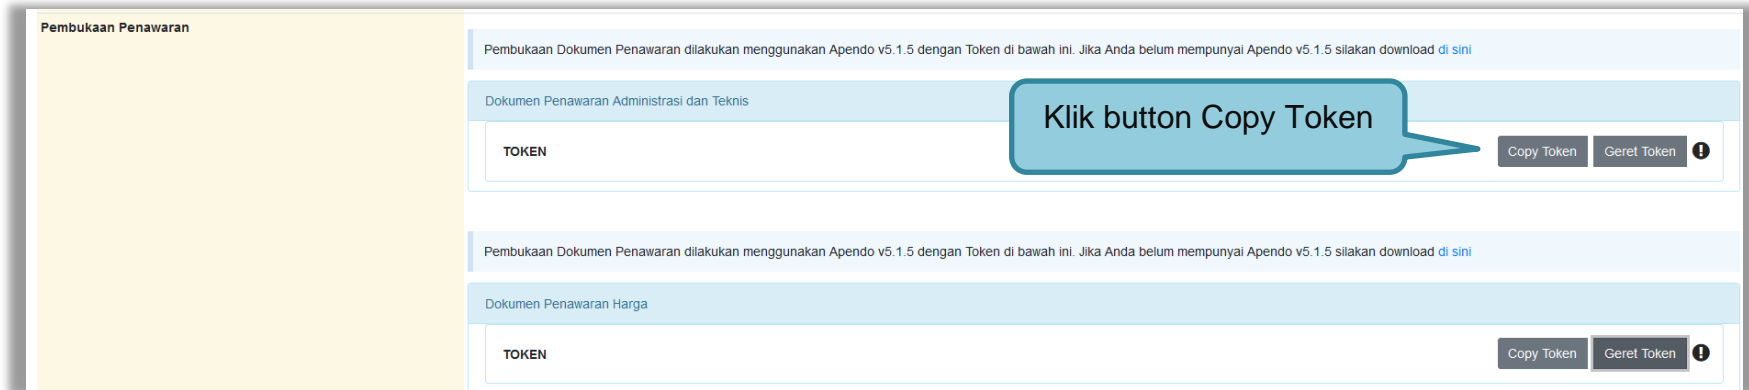 Pembukaan Penawaran
Pembukaan Dokumen Penawaran dilakukan menggunakan Apendo v5.1.5 dengan Token di bawah ini. Jika Anda belum mempunyai Apendo v5.1.5 silakan download di sini
Dokumen Penawaran Administrasi dan Teknis
Klik button Copy Token
TOKEN
Copy Token
Geret Token
Pembukaan Dokumen Penawaran dilakukan menggunakan Apendo v5.1.5 dengan Token di bawah ini. Jika Anda belum mempunyai Apendo v5.1.5 silakan download di sini
Dokumen Penawaran Harga
TOKEN
Copy Token
Geret Token